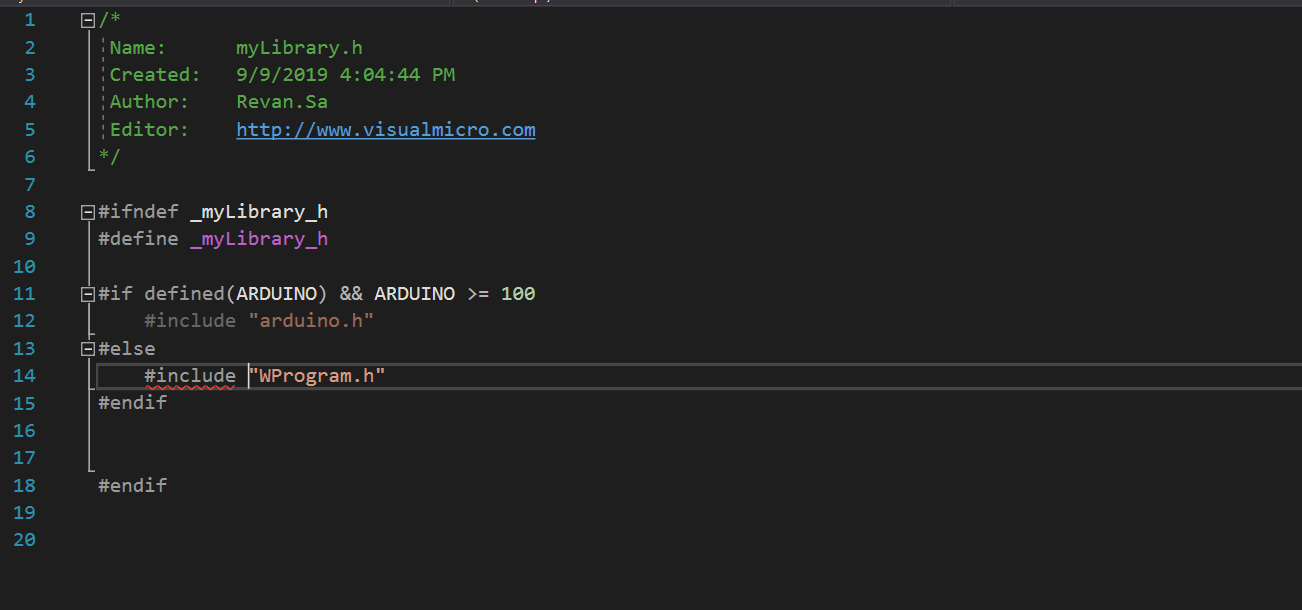 1 /*
2 Name: myLibrary.h
3 Created: 9/9/2019 4:04:44 PM
4 Author: Revan.Sa
5 Editor: http://www.visualmicro.com
6 */
7
8 #ifndef _myLibrary_h
9 #define _myLibrary_h
10
11 #if defined(ARDUINO) && ARDUINO >= 100
12 #include "arduino.h"
13 #else
14 #include "WProgram.h"
15 #endif
16
17
18 #endif
19
20